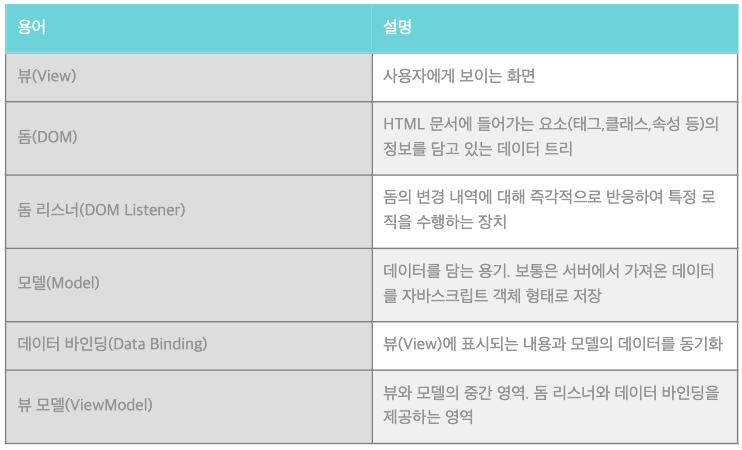 용어
설명
뷰(View)
사용자에게 보이는 화면
돔(DOM)
HTML 문서에 들어가는 요소(태그,클래스,속성 등)의
정보를 담고 있는 데이터 트리
돔 리스너(DOM Listener)
돔의 변경 내역에 대해 즉각적으로 반응하여 특정 로
직을 수행하는 장치
모델(Model)
데이터를 담는 용기. 보통은 서버에서 가져온 데이터
를 자바스크립트 객체 형태로 저장
데이터 바인딩(Data Binding)
뷰(View)에 표시되는 내용과 모델의 데이터를 동기화
뷰 모델(ViewModel)
뷰와 모델의 중간 영역. 돔 리스너와 데이터 바인딩을
제공하는 영역